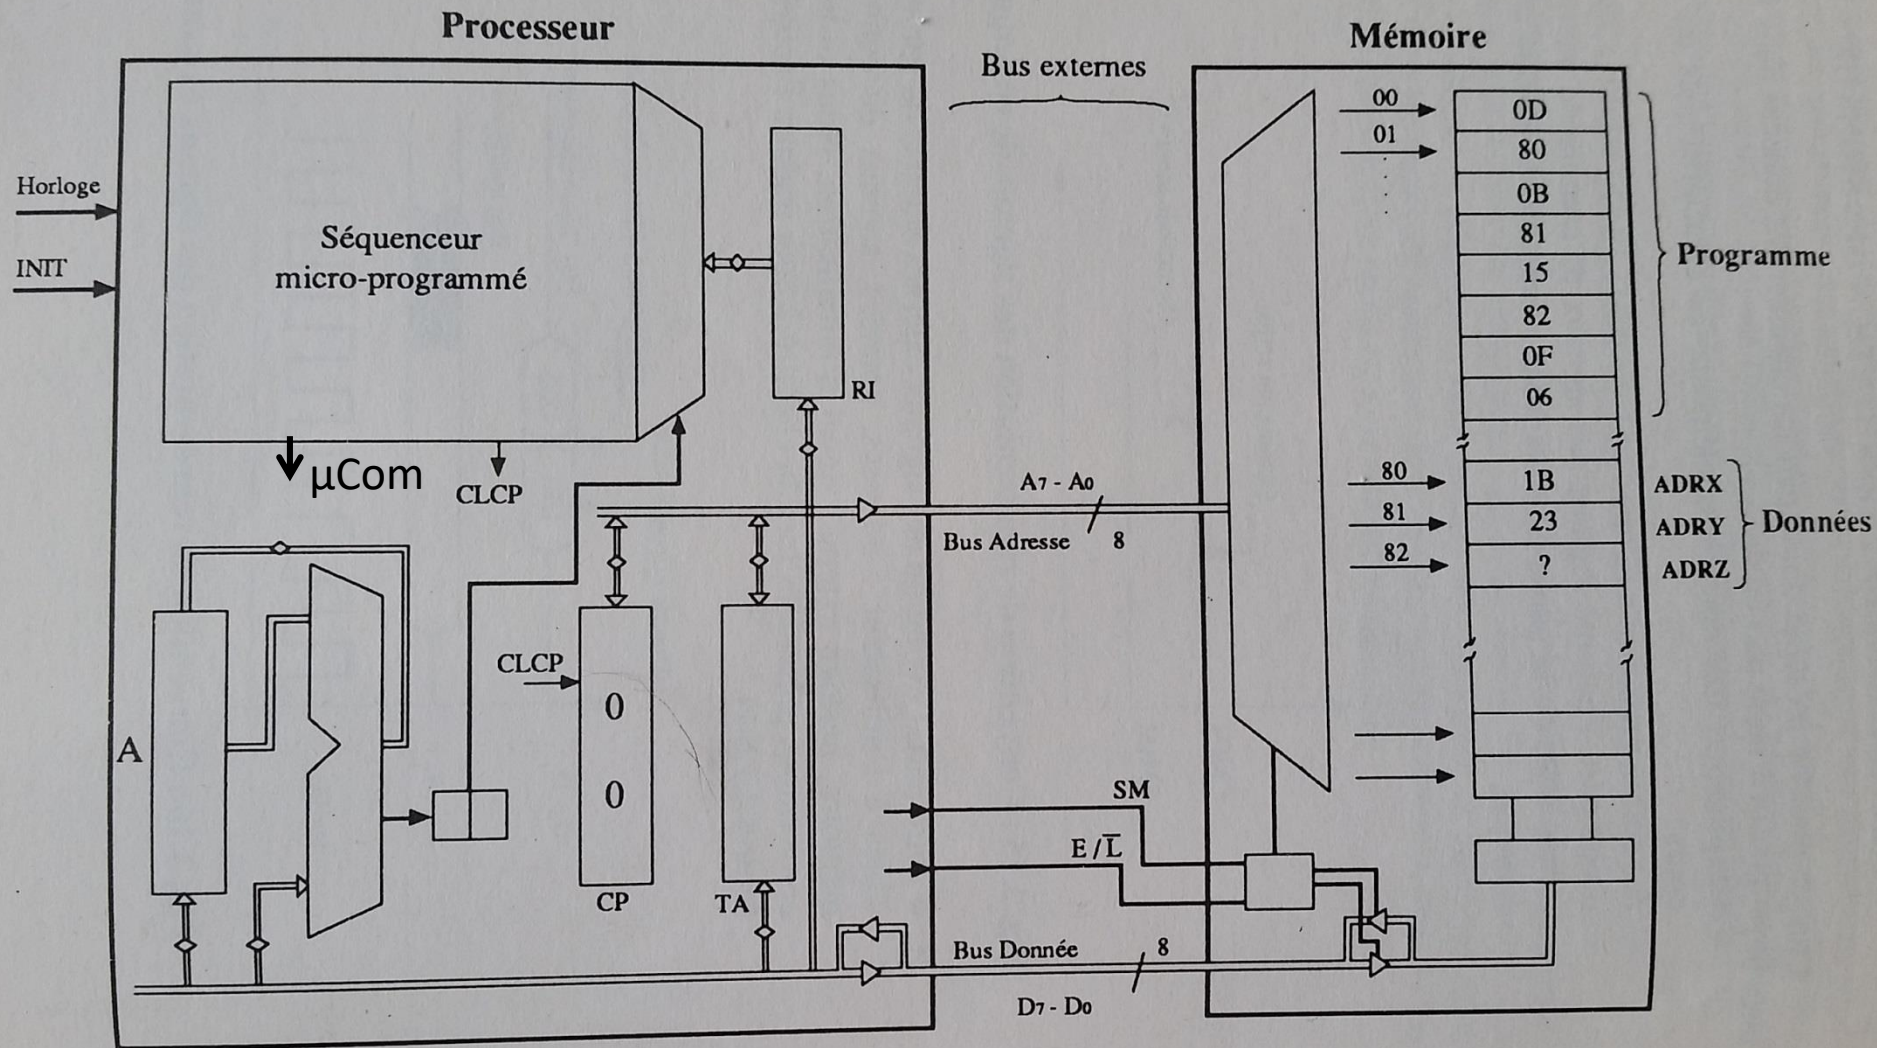 Processeur
Bus externes
Mémoire
Horloge
INIT
Séquenceur
micro-programmé
RI
µCom
CLCP
A
CLCP
0
0
CP
TA
A7 - A0
Bus Adresse
8
SM
E/L̅
Bus Donnée
8
D7 - D0
00
01
0D
80
0B
81
15
82
0F
06
Programme
80
1B
ADRX
81
23
ADRY
82
?
ADRZ
Données